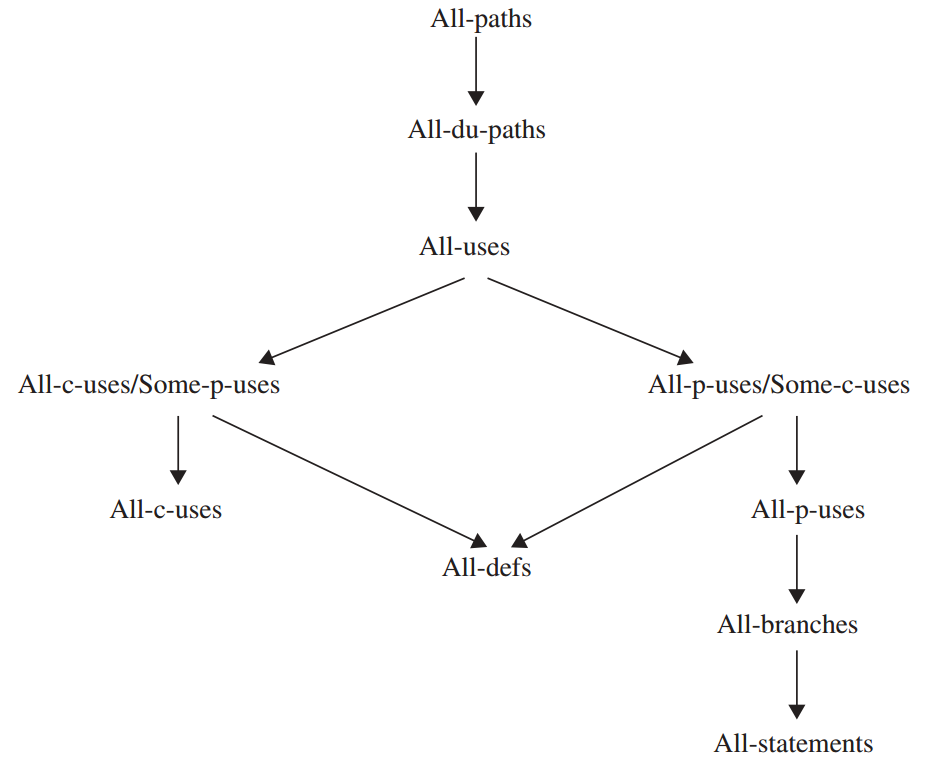 All-paths
All-du-paths
All-uses
All-c-uses/Some-p-uses
All-p-uses/Some-c-uses
All-c-uses
All-p-uses
All-defs
All-branches
All-statements